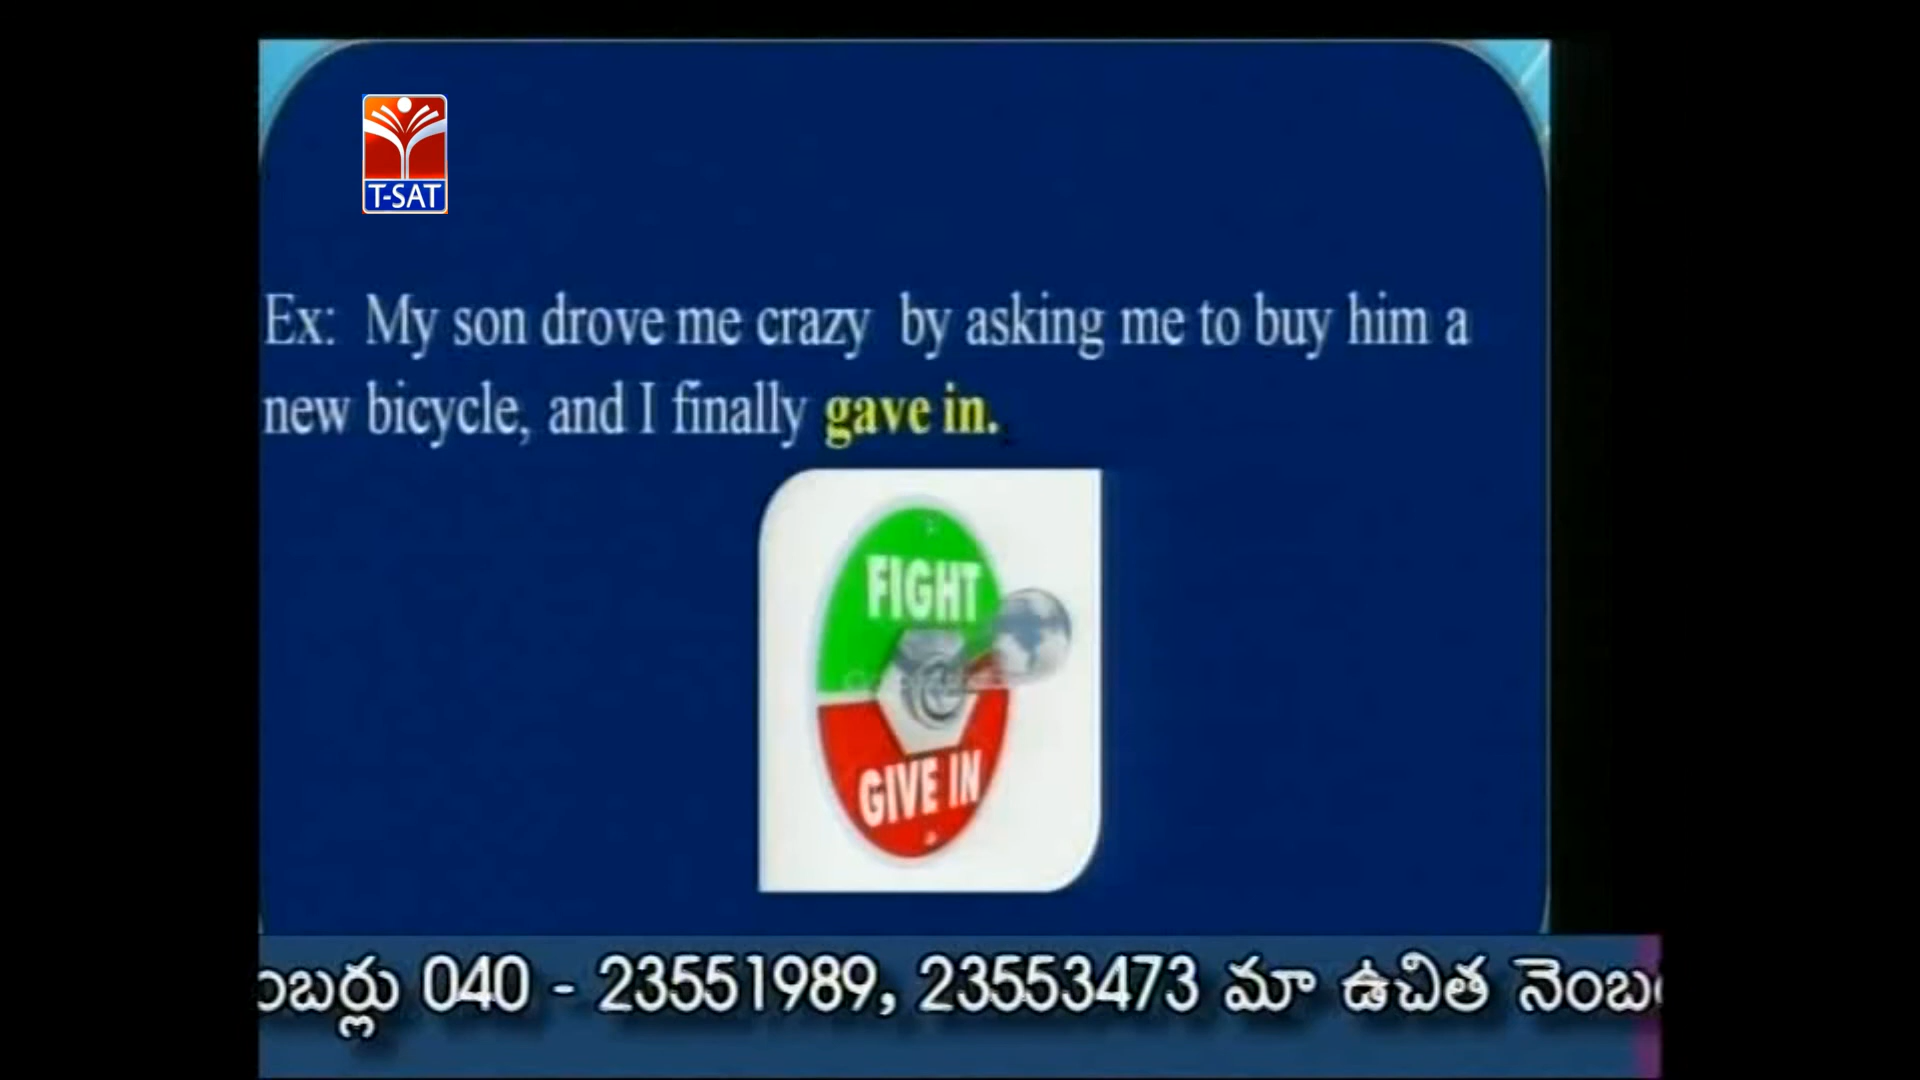 T-SAT
Ex: My son drove me crazy by asking me to buy him a
new bicycle, and I finally gave in.
FIGHT
GIVE IN
ంబర్లు 040 - 23551989, 23553473 మా ఉచిత నెంబ